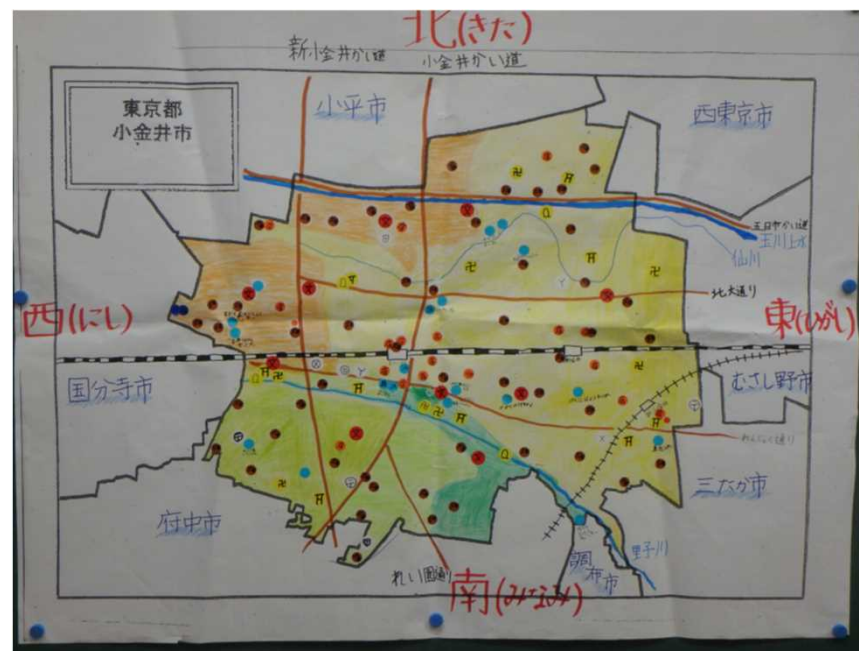 北(きた)
新小金井かい道
小金井かい道
東京都
小金井市
小平市
西東京市
五日市かい道
玉川上水
仙川
北大通り
西(にし)
東(ひがし)
国分寺市
むさし野市
れんじゃく通り
三たか市
府中市
野川
調布市
れい園通り
南(みなみ)